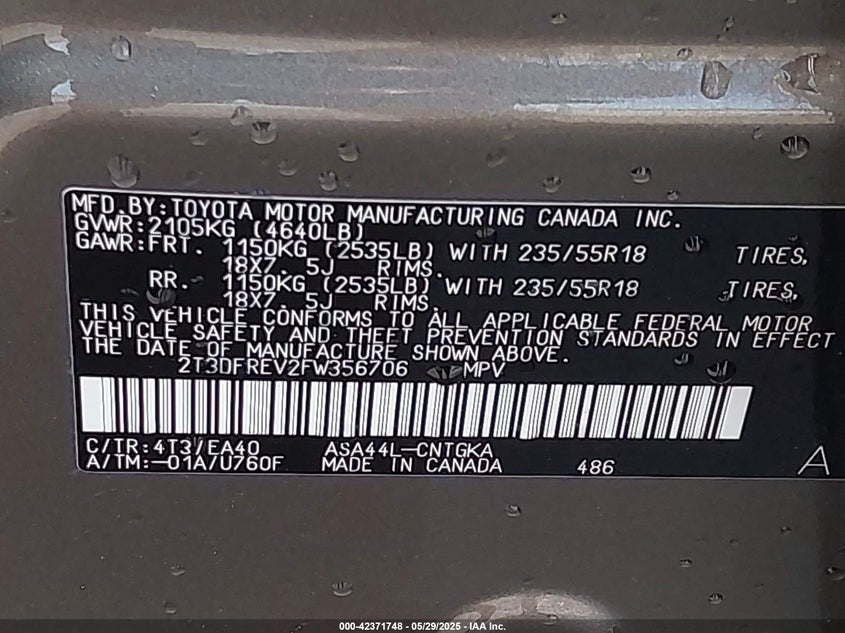 MFD.BY:TOYOTA MOTOR MANUFACTURING CANADA INC.
GVWR:2105KG (4640LB)
GAWR:FRT. 1150KG (2535LB) WITH 235/55R18 TIRES,
18X7.5J RIMS.
RR. 1150KG (2535LB) WITH 235/55R18 TIRES,
18X7.5J RIMS.
THIS VEHICLE CONFORMS TO ALL APPLICABLE FEDERAL MOTOR
VEHICLE SAFETY AND THEFT PREVENTION STANDARDS IN EFFECT
THE DATE OF MANUFACTURE SHOWN ABOVE.
2T3DFREV2FW356706 MPV
C/TR:4T3/EA40 ASA44L-CNTGKA
A/TM:-01A/U760F MADE IN CANADA 486 A
000-42371748 - 05/29/2025 - IAA Inc.